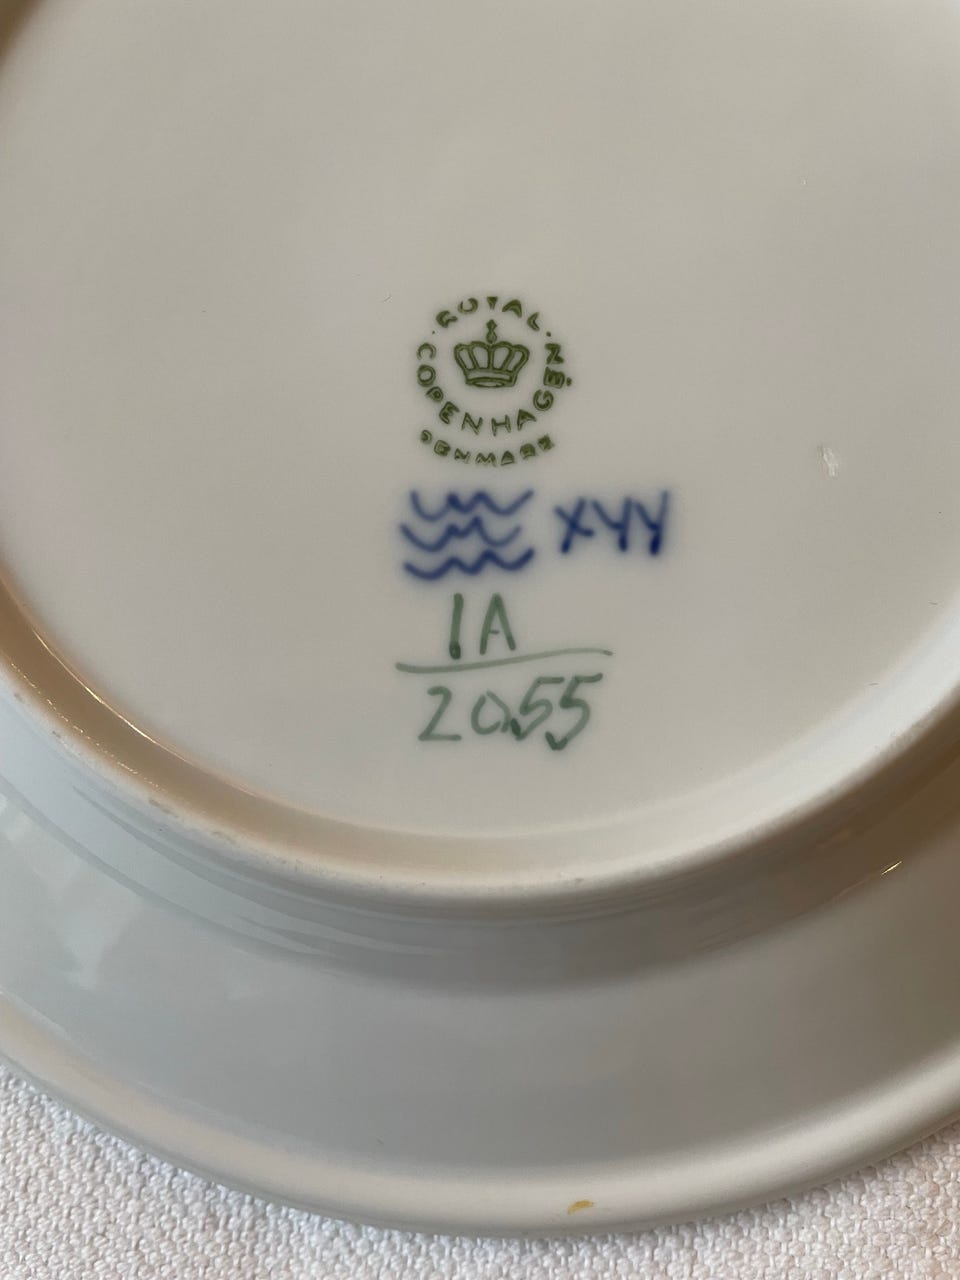 ROYAL
COPENHAGEN
DENMARK
XYY
1A
2055